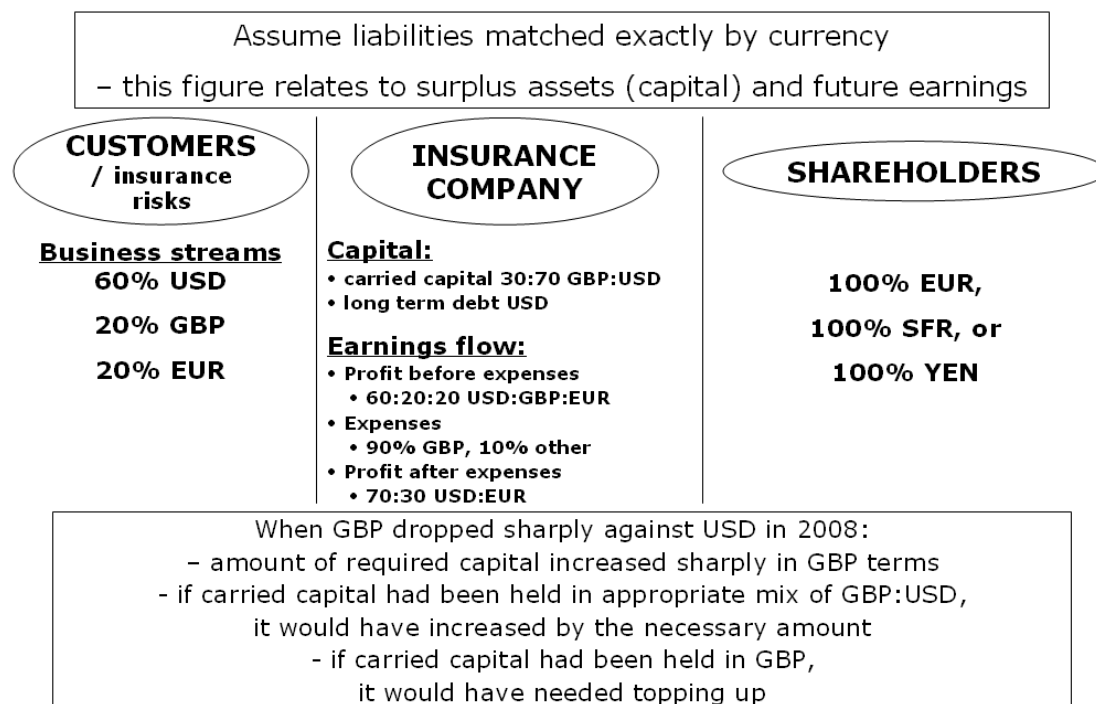 Assume liabilities matched exactly by currency
– this figure relates to surplus assets (capital) and future earnings
CUSTOMERS
/ insurance
risks
Business streams
60% USD
20% GBP
20% EUR
INSURANCE
COMPANY
Capital:
• carried capital 30:70 GBP:USD
• long term debt USD
Earnings flow:
• Profit before expenses
• 60:20:20 USD:GBP:EUR
• Expenses
• 90% GBP, 10% other
• Profit after expenses
• 70:30 USD:EUR
SHAREHOLDERS
100% EUR,
100% SFR, or
100% YEN
When GBP dropped sharply against USD in 2008:
– amount of required capital increased sharply in GBP terms
- if carried capital had been held in appropriate mix of GBP:USD,
it would have increased by the necessary amount
- if carried capital had been held in GBP,
it would have needed topping up